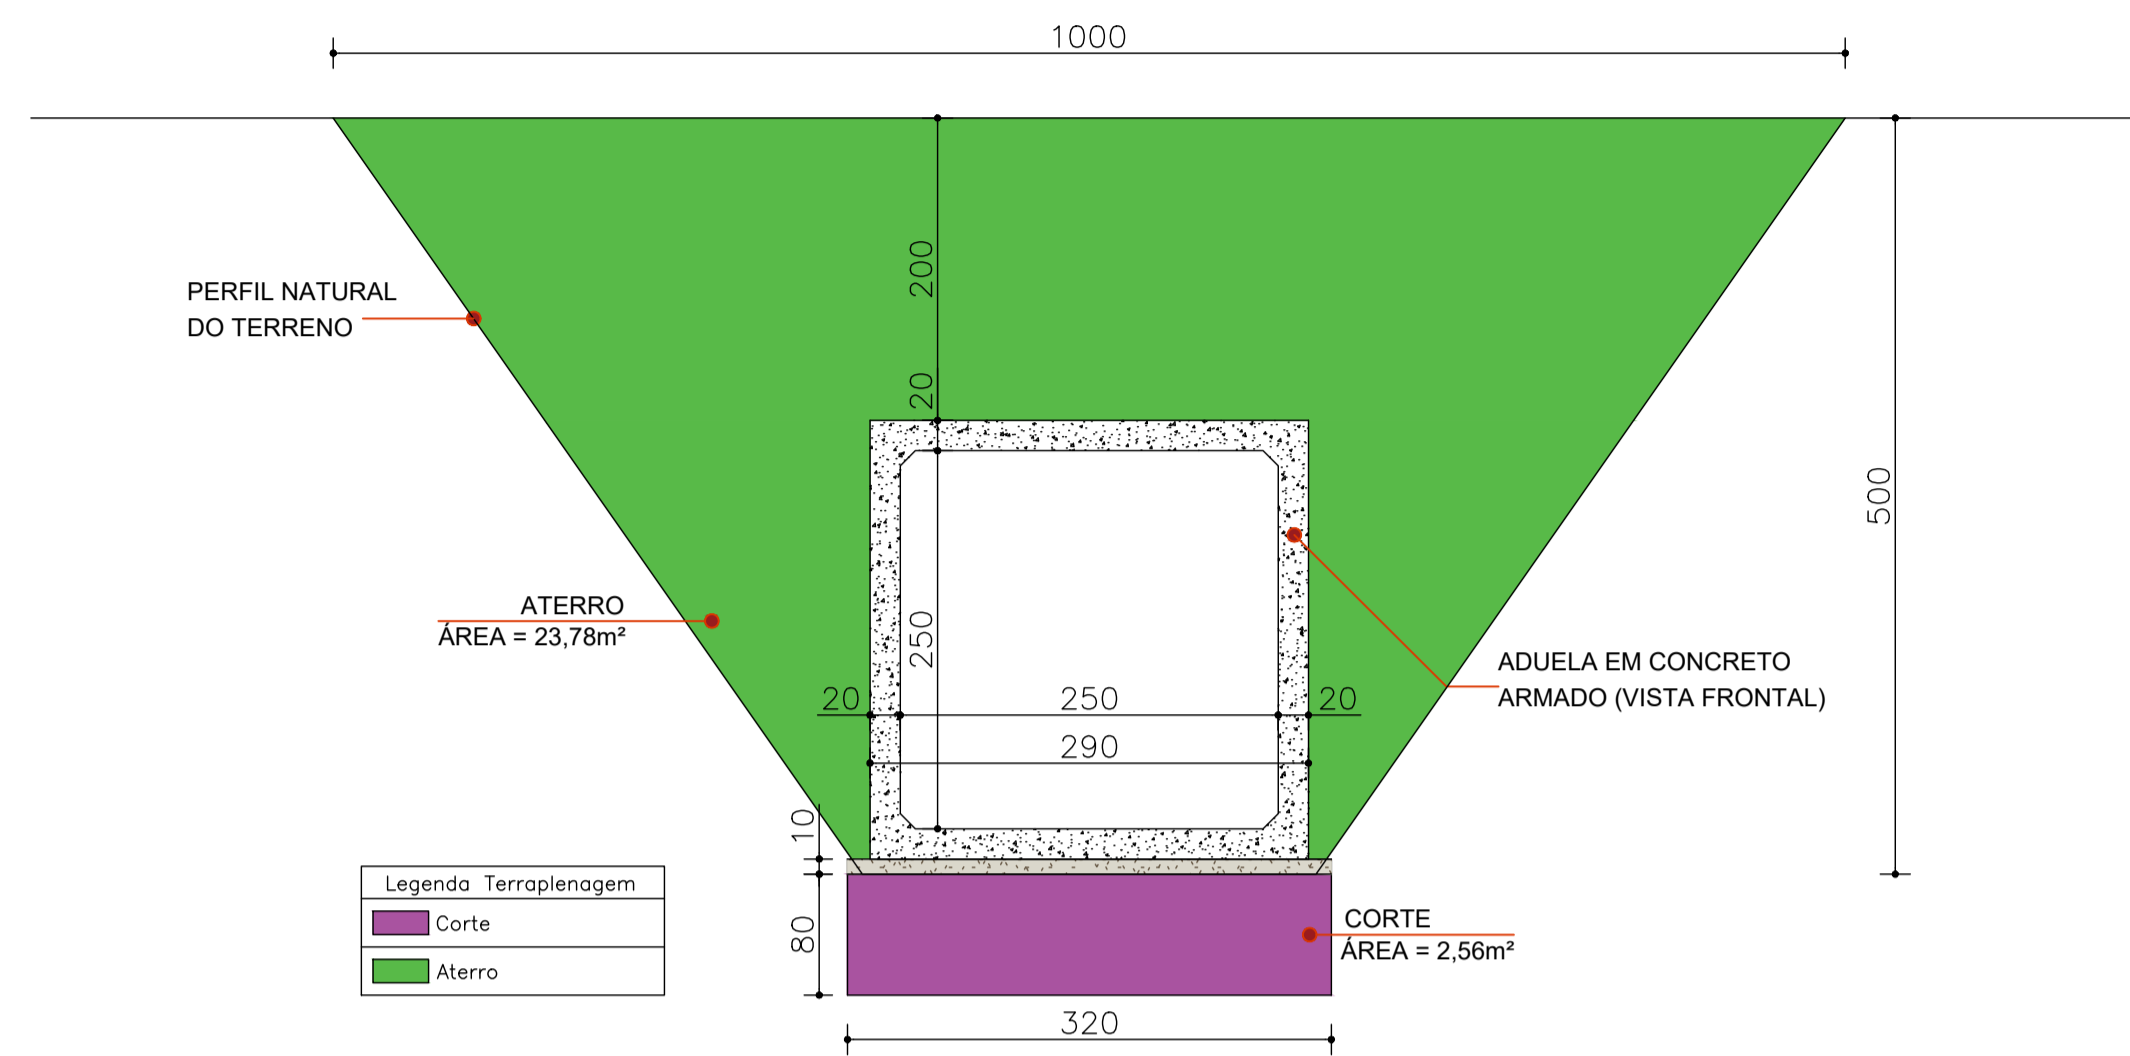 1000
200
PERFIL NATURAL
DO TERRENO
20
500
ATERRO
ÁREA = 23,78m²
250
ADUELA EM CONCRETO
ARMADO (VISTA FRONTAL)
20
250
20
290
10
Legenda Terraplenagem
Corte
Aterro
80
CORTE
ÁREA = 2,56m²
320